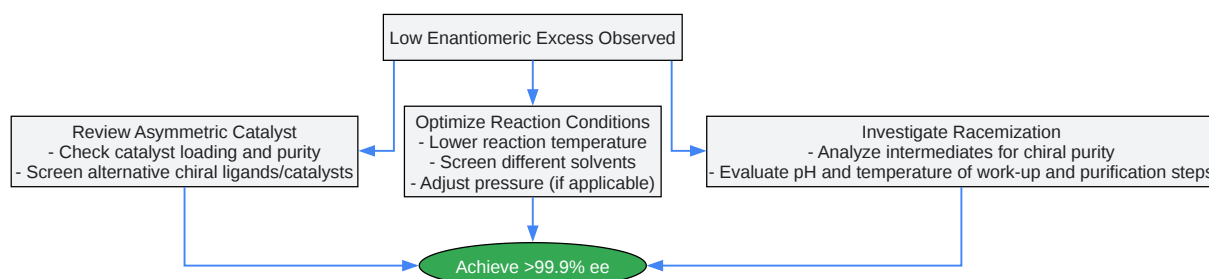 Low Enantiomeric Excess Observed
Review Asymmetric Catalyst
- Check catalyst loading and purity
- Screen alternative chiral ligands/catalysts
Optimize Reaction Conditions
- Lower reaction temperature
- Screen different solvents
- Adjust pressure (if applicable)
Investigate Racemization
- Analyze intermediates for chiral purity
- Evaluate pH and temperature of work-up and purification steps
Achieve >99.9% ee